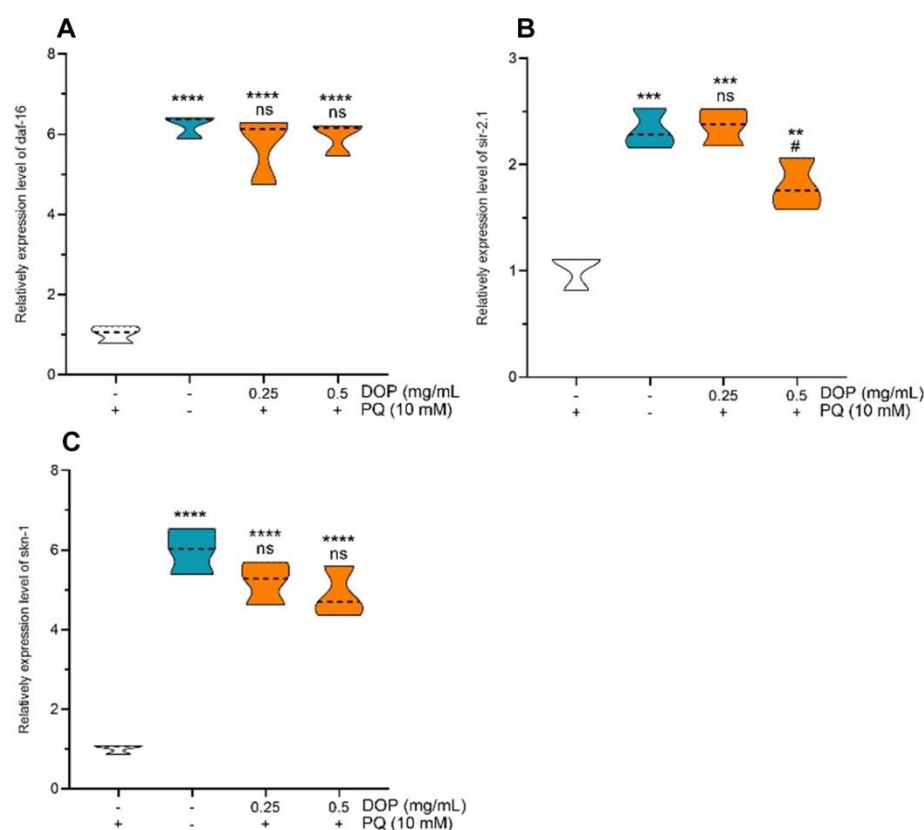 A
Relatively expression level of daf-16
8
6
4
2
0
****
****
ns
****
ns
- - 0.25 0.5 DOP (mg/mL
+ - + + PQ (10 mM)
B
Relatively expression level of sir-2.1
3
2
1
0
***
***
ns
**
#
- - 0.25 0.5 DOP (mg/mL)
+ - + + PQ (10 mM)
C
Relatively expression level of skn-1
8
6
4
2
0
****
****
ns
****
ns
- - 0.25 0.5 DOP (mg/mL)
+ - + + PQ (10 mM)